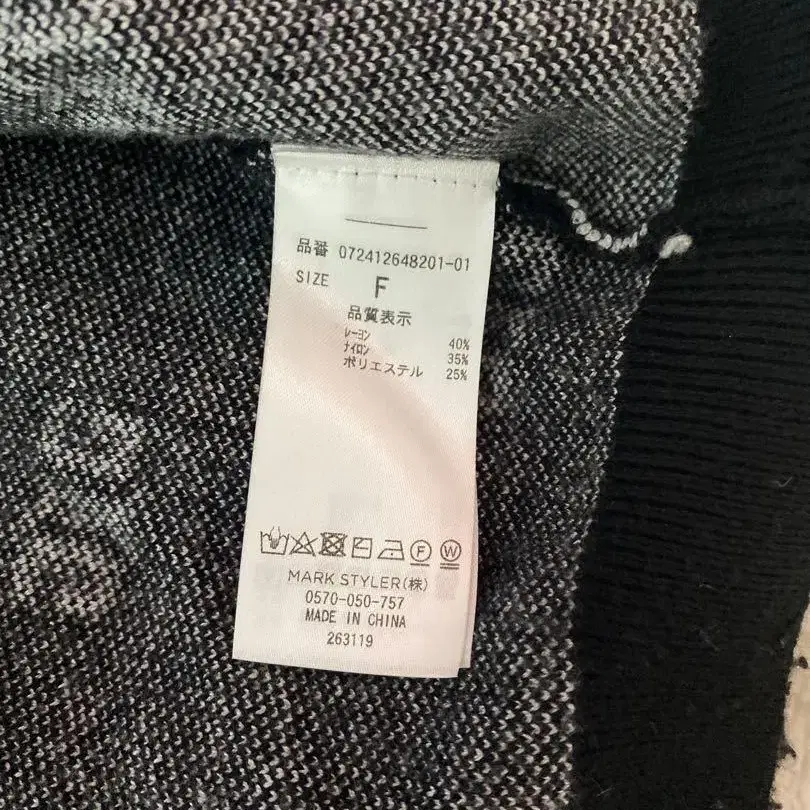 品番 072412648201-01
SIZE F
品質表示
レーヨン 40%
ナイロン 35%
ポリエステル 25%
F W
MARK STYLER(株)
0570-050-757
MADE IN CHINA
263119